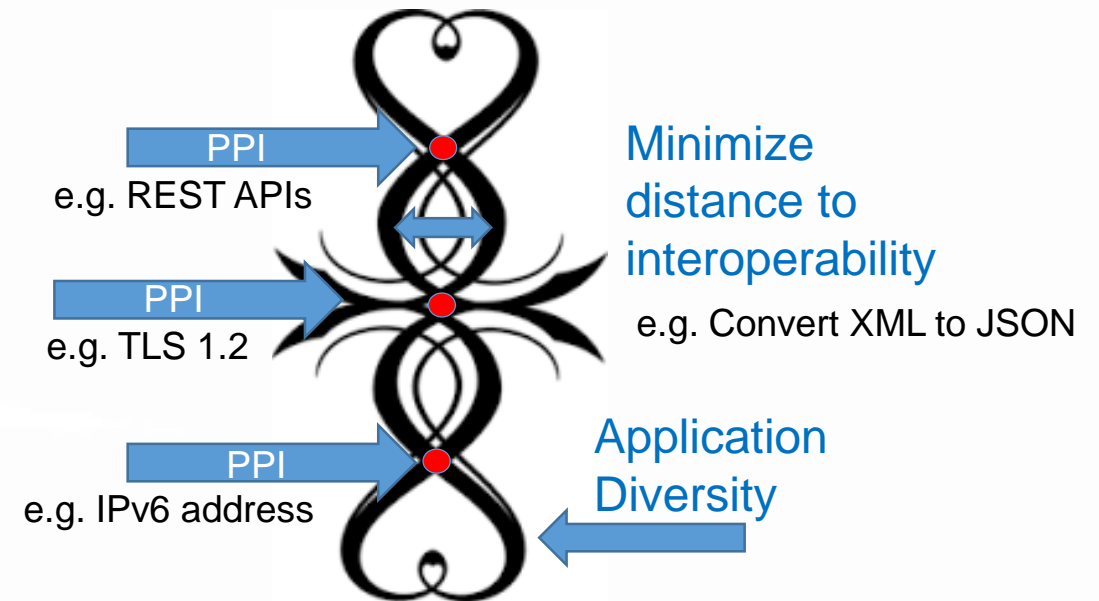 PPI
e.g. REST APIs
Minimize
distance to
interoperability
e.g. Convert XML to JSON
PPI
e.g. TLS 1.2
PPI
e.g. IPv6 address
Application
Diversity